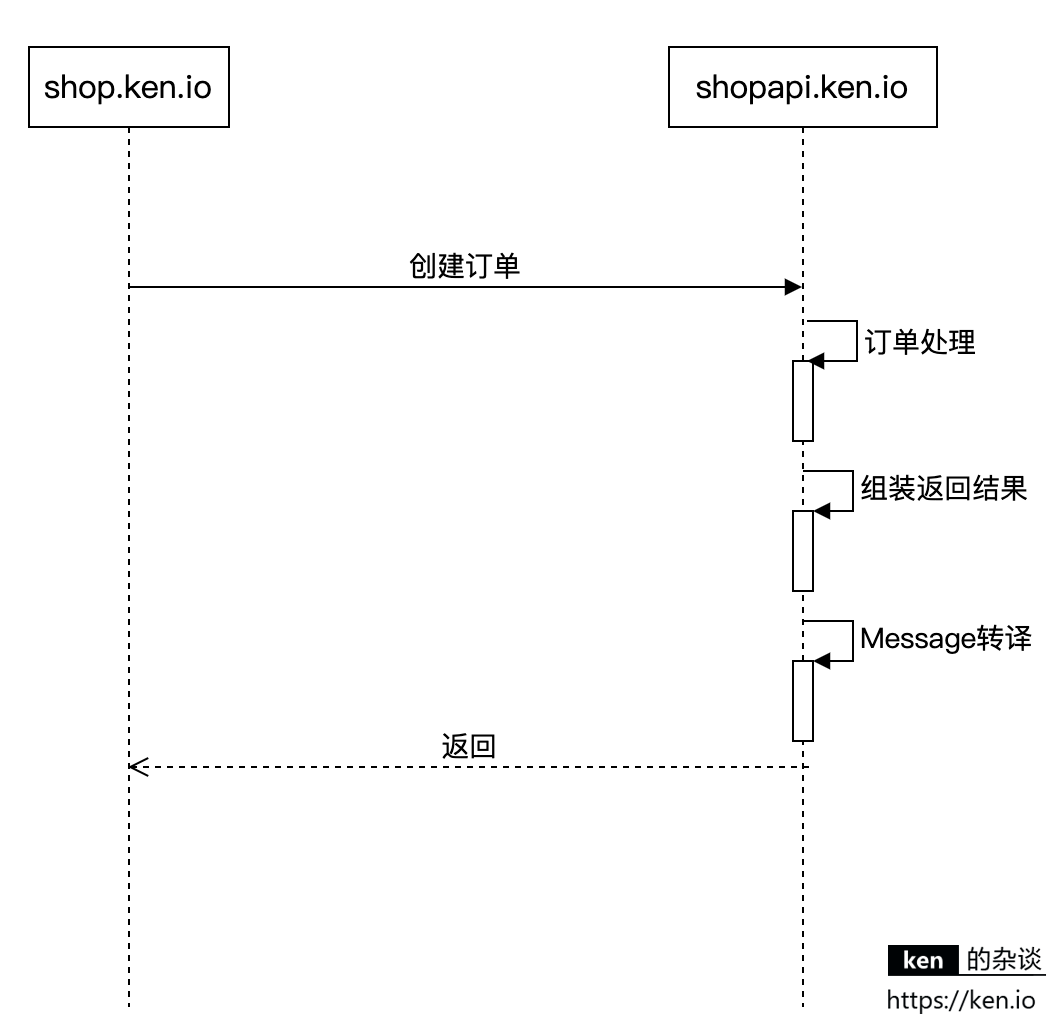 shop.ken.io
shopapi.ken.io
创建订单
订单处理
组装返回结果
Message转译
返回
ken 的杂谈
https://ken.io